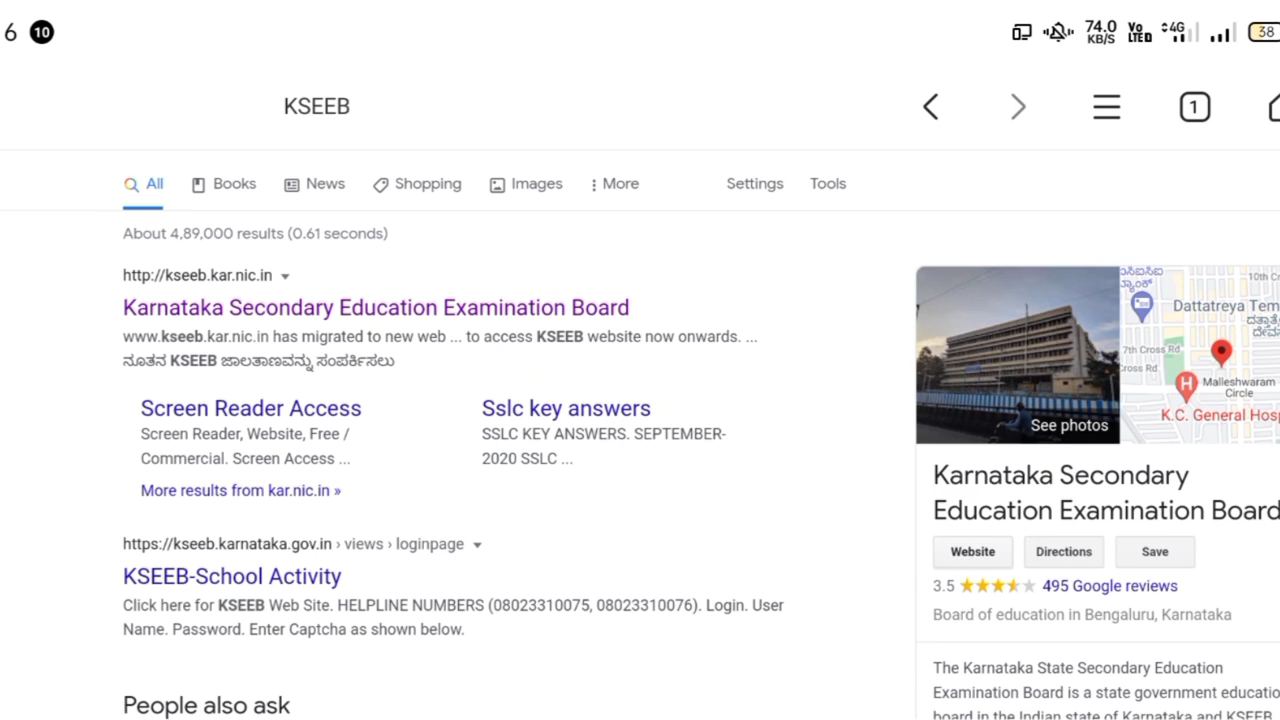 6 10
74.0 KB/S Vo LTE 4G 38
KSEEB
1
All Books News Shopping Images More Settings Tools
About 4,89,000 results (0.61 seconds)
http://kseeb.kar.nic.in
Karnataka Secondary Education Examination Board
www.kseeb.kar.nic.in has migrated to new web ... to access KSEEB website now onwards. ...
ನೂತನ KSEEB ಜಾಲತಾಣವನ್ನು ಸಂಪರ್ಕಿಸಲು
Screen Reader Access
Screen Reader, Website, Free /
Commercial. Screen Access ...
Sslc key answers
SSLC KEY ANSWERS. SEPTEMBER-
2020 SSLC ...
More results from kar.nic.in »
https://kseeb.karnataka.gov.in › views › loginpage
KSEEB-School Activity
Click here for KSEEB Web Site. HELPLINE NUMBERS (08023310075, 08023310076). Login. User
Name. Password. Enter Captcha as shown below.
People also ask
See photos
10th Cr
Dattatreya Tem
7th Cross Rd
Cross Rd
Malleshwaram
Circle
H
K.C. General Hosp
Karnataka Secondary
Education Examination Board
Website Directions Save
3.5 495 Google reviews
Board of education in Bengaluru, Karnataka
The Karnataka State Secondary Education
Examination Board is a state government educatio
board in the Indian state of Karnataka and KSEEB